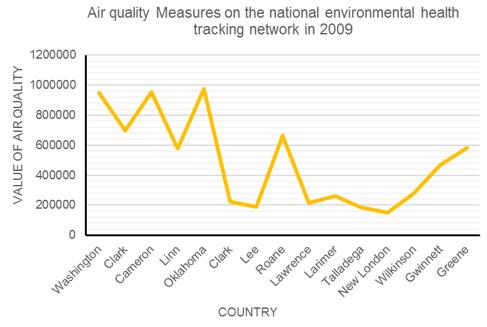 Air quality Measures on the national environmental health
tracking network in 2009
VALUE OF AIR QUALITY
1200000
1000000
800000
600000
400000
200000
0
Washington
Clark
Cameron
Linn
Oklahoma
Clark
Lee
Roane
Lawrence
Larimer
Talladega
New London
Wilkinson
Gwinnett
Greene
COUNTRY